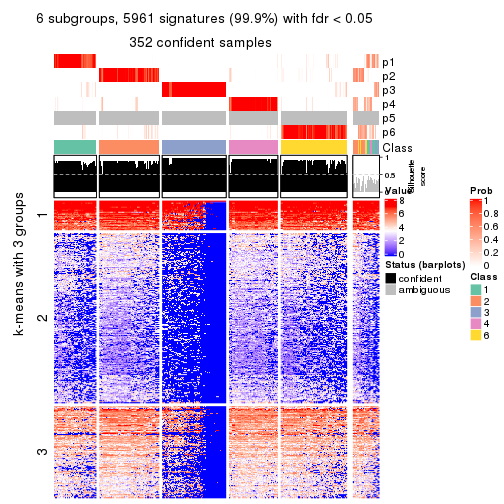 6 subgroups, 5961 signatures (99.9%) with fdr < 0.05
352 confident samples
p1
p2
p3
p4
p5
p6
Class
1
0.5
0
Silhouette
score
k-means with 3 groups
1
2
3
Value
8
6
4
2
0
Status (barplots)
confident
ambiguous
Prob
1
0.8
0.6
0.4
0.2
0
Class
1
2
3
4
6